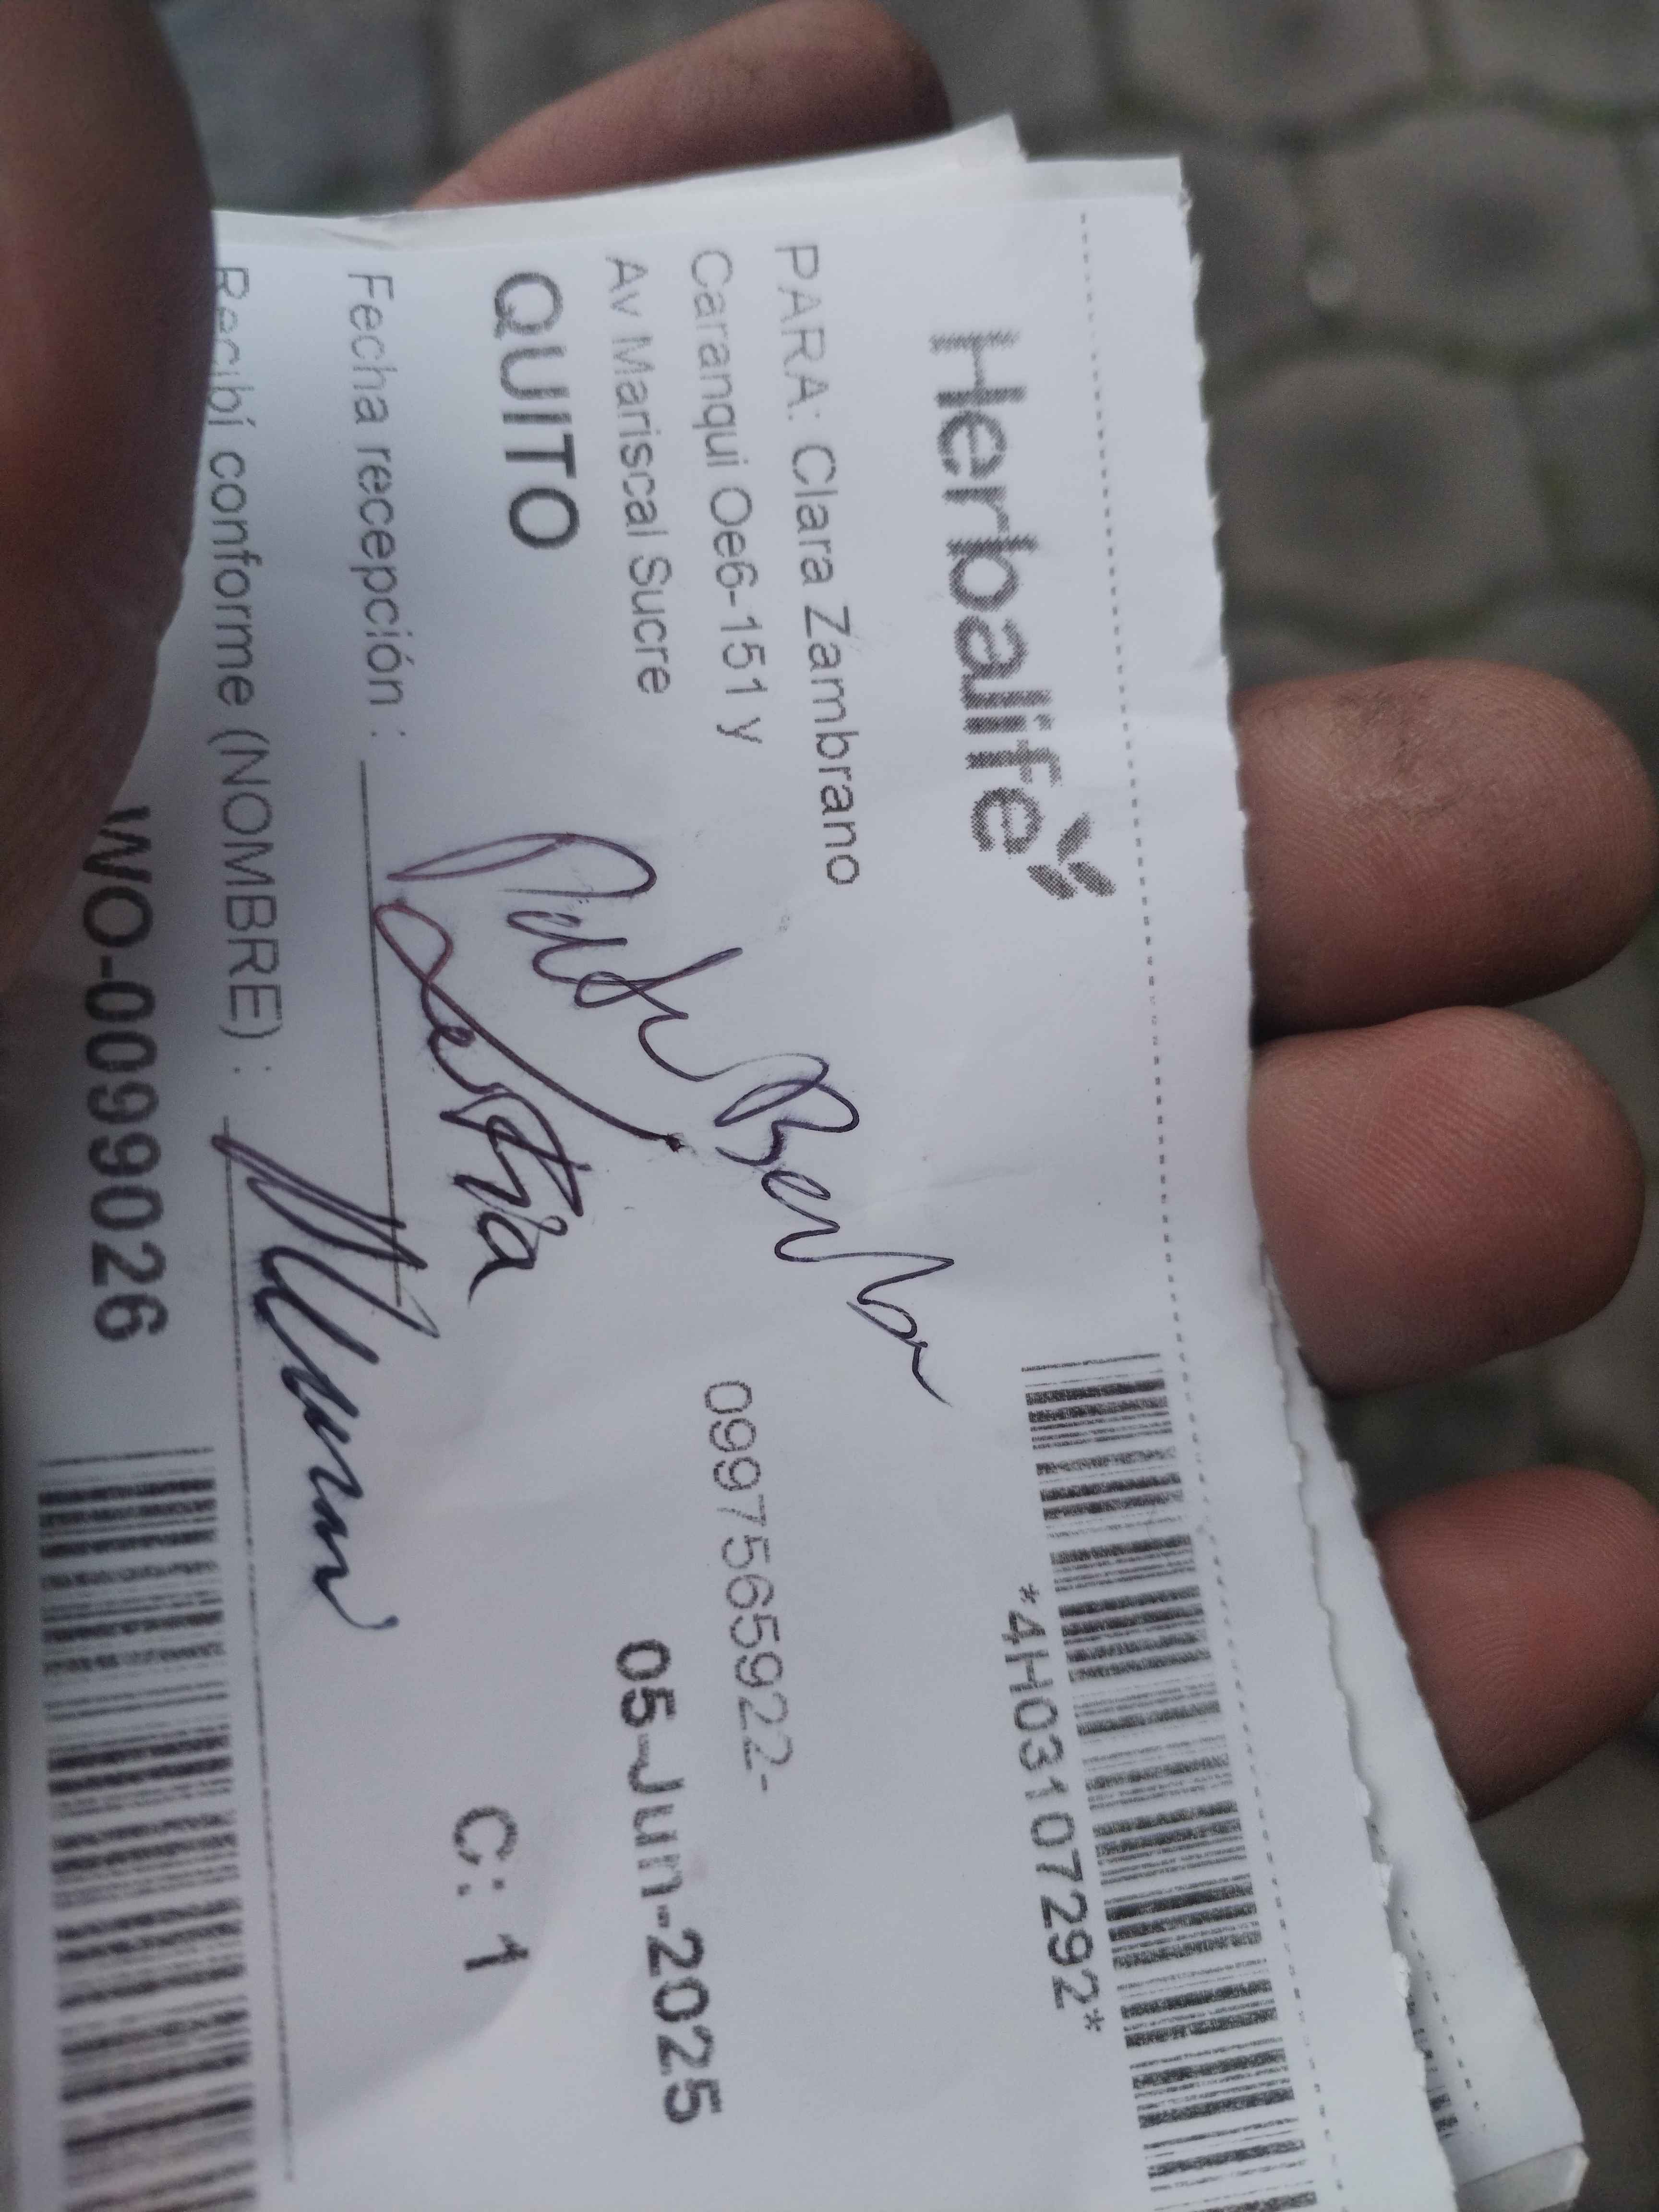 Herbalife
*4H03107292*
PARA: Clara Zambrano
Caranqui Oe6-151 y
0997565922-
Av Mariscal Sucre
05-Jun-2025
QUITO
C: 1
Fecha recepción :
Recibí conforme (NOMBRE) :
WO-0099026